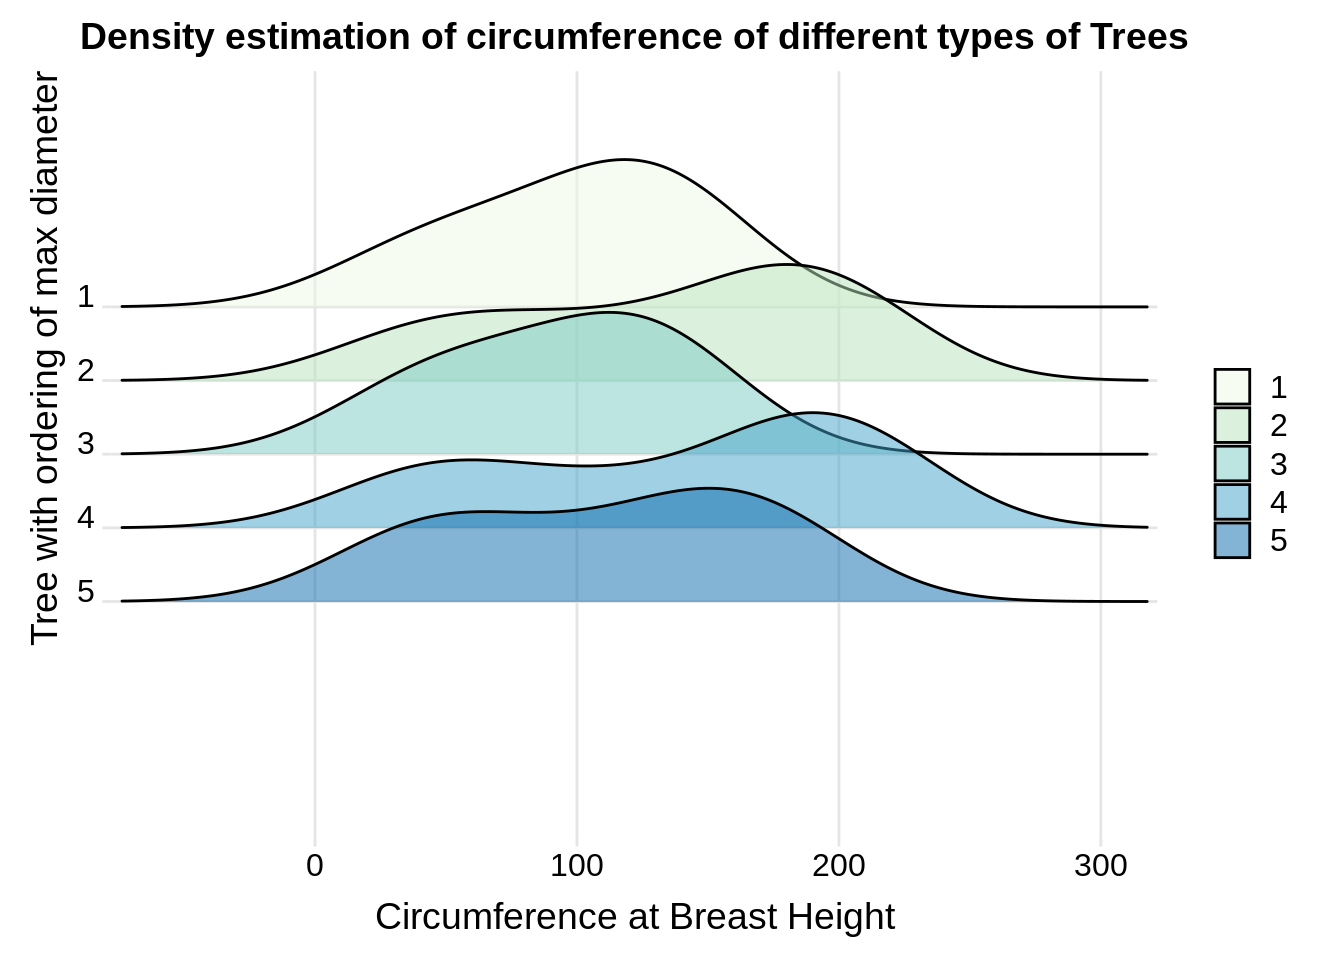 Density estimation of circumference of different types of Trees
Tree with ordering of max diameter
1
2
3
4
5
0 100 200 300
Circumference at Breast Height
1
2
3
4
5